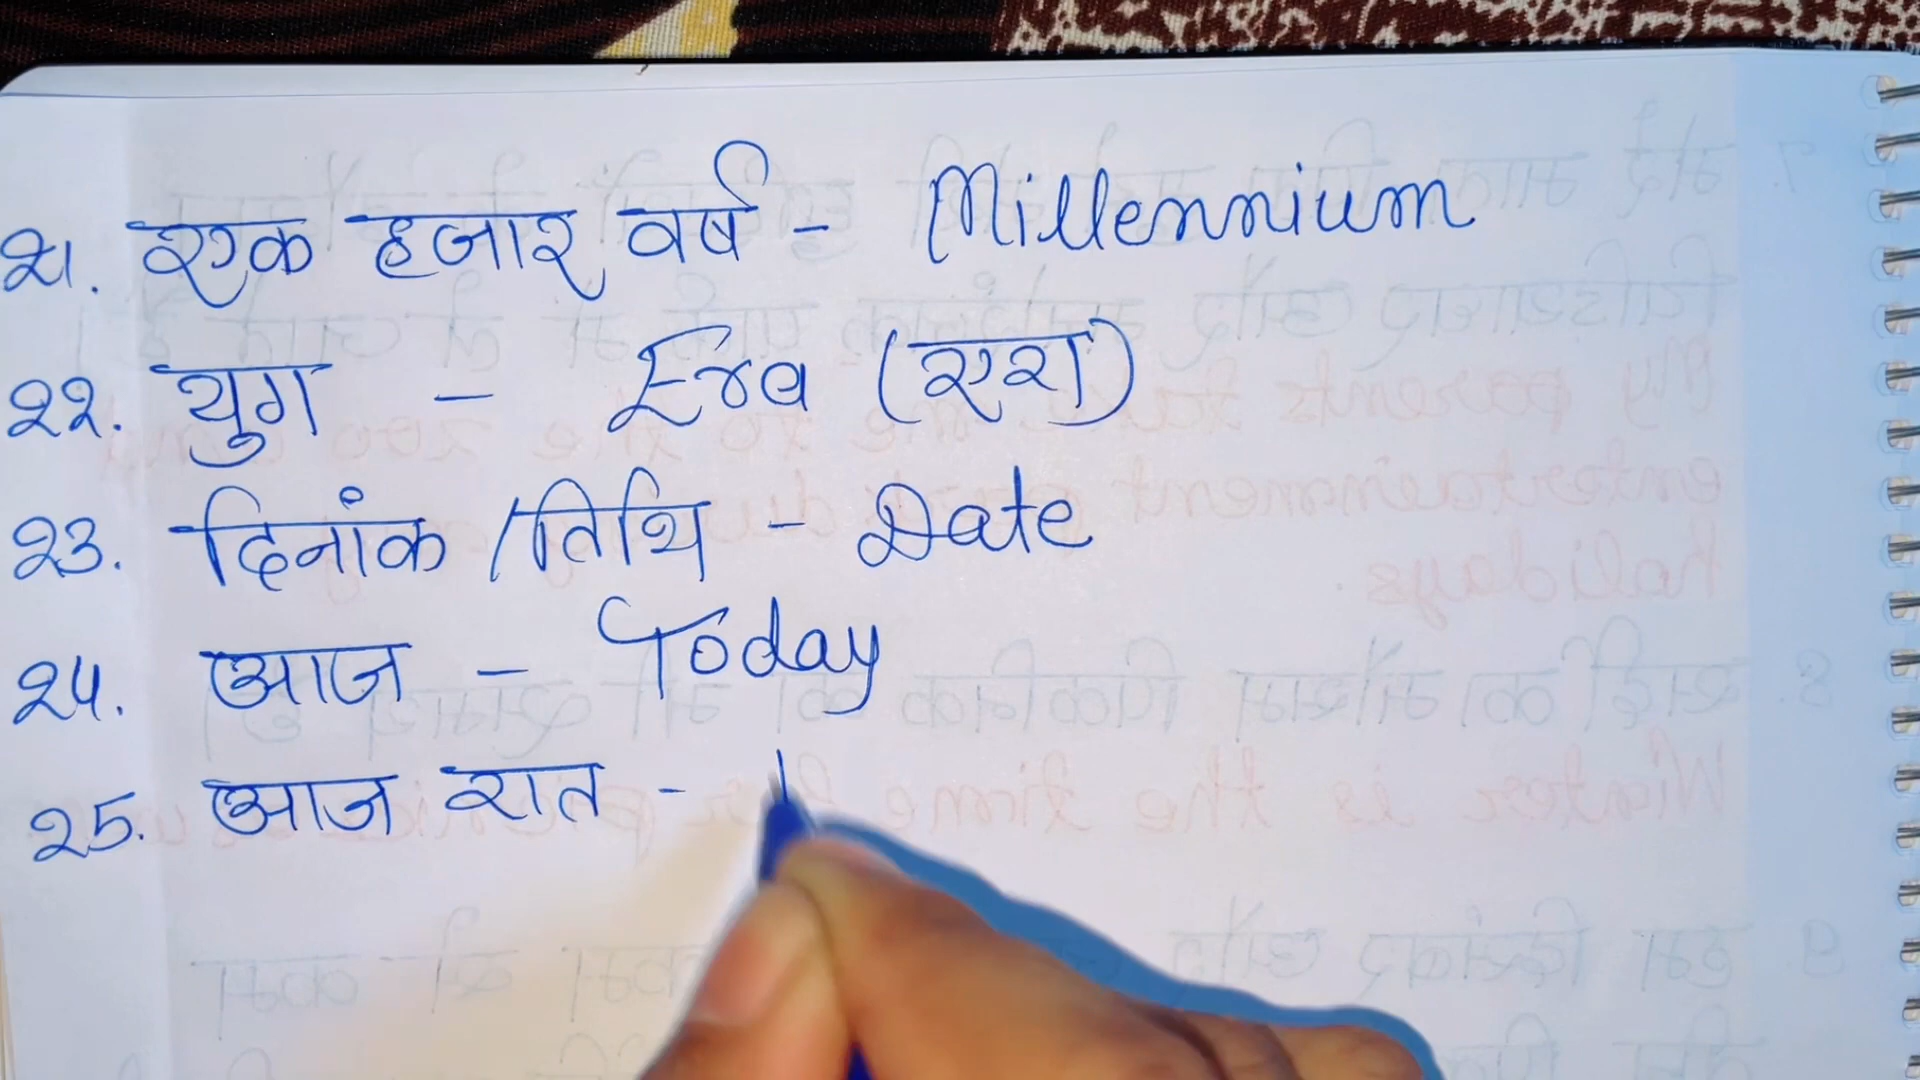 21. एक हजार वर्ष - Millennium
22. युग - Era (एरा)
23. दिनांक / तिथि - Date
24. आज - Today
25. आज रात -